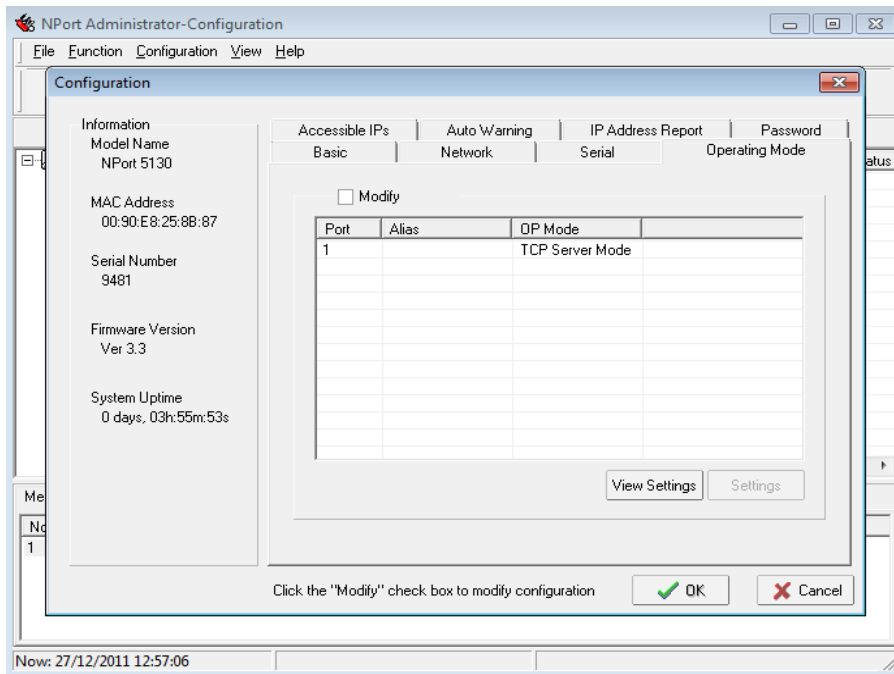 NPort Administrator-Configuration
File Function Configuration View Help
Configuration
Information
Model Name
NPort 5130
MAC Address
00:90:E8:25:8B:87
Serial Number
9481
Firmware Version
Ver 3.3
System Uptime
0 days, 03h:55m:53s
Accessible IPs Auto Warning IP Address Report Password
Basic Network Serial Operating Mode
Modify
Port Alias OP Mode
1 TCP Server Mode
View Settings Settings
Click the "Modify" check box to modify configuration OK Cancel
atus
Me
No
1
Now: 27/12/2011 12:57:06